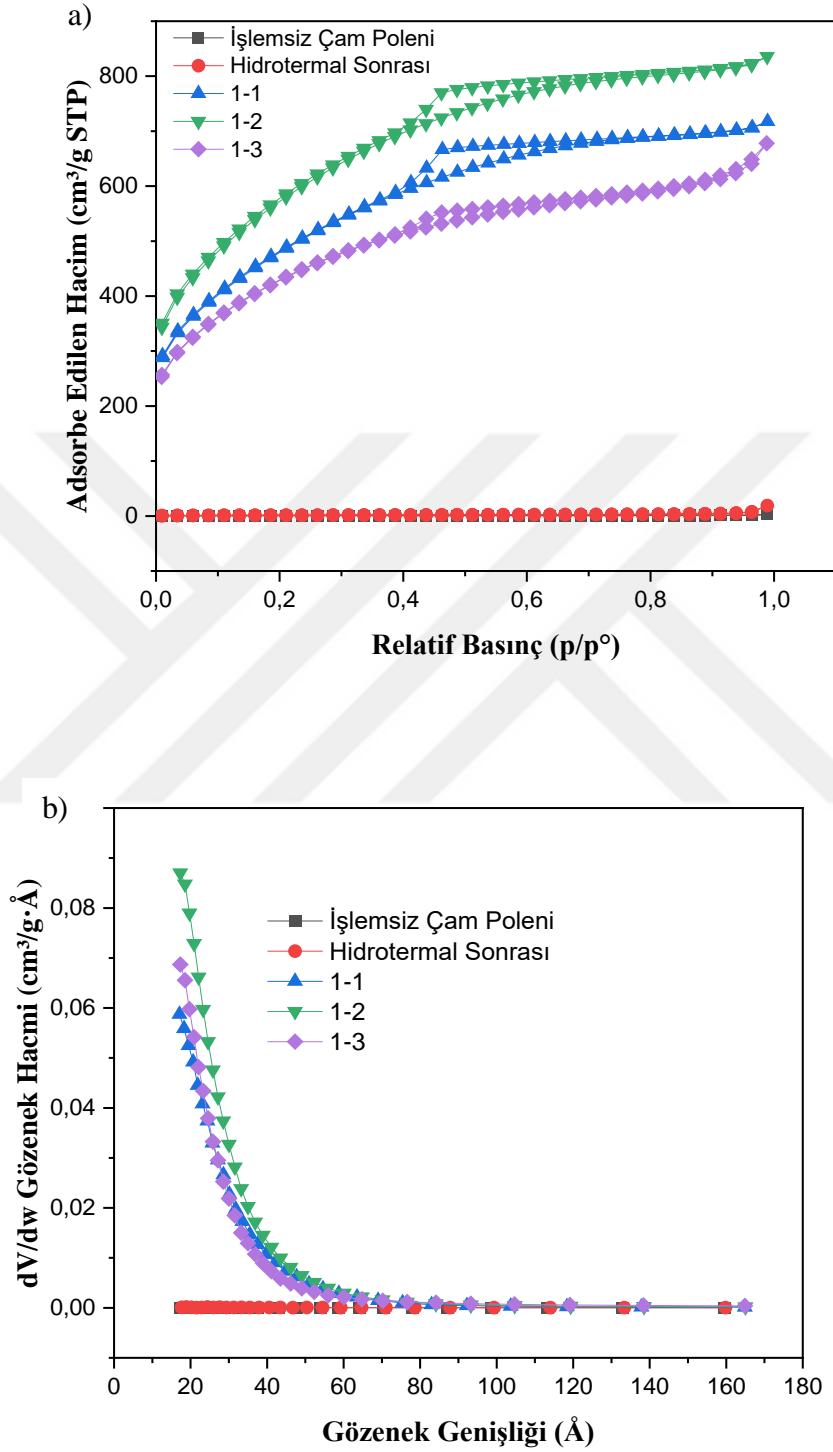 a)
İşlemsiz Çam Poleni
Hidrotermal Sonrası
1-1
1-2
1-3
800
600
400
200
0
Adsorbe Edilen Hacim (cm³/g STP)
0,0 0,2 0,4 0,6 0,8 1,0
Relatif Basınç (p/p°)
b)
İşlemsiz Çam Poleni
Hidrotermal Sonrası
1-1
1-2
1-3
0,08
0,06
0,04
0,02
0,00
dV/dw Gözenek Hacmi (cm³/g·Å)
0 20 40 60 80 100 120 140 160 180
Gözenek Genişliği (Å)